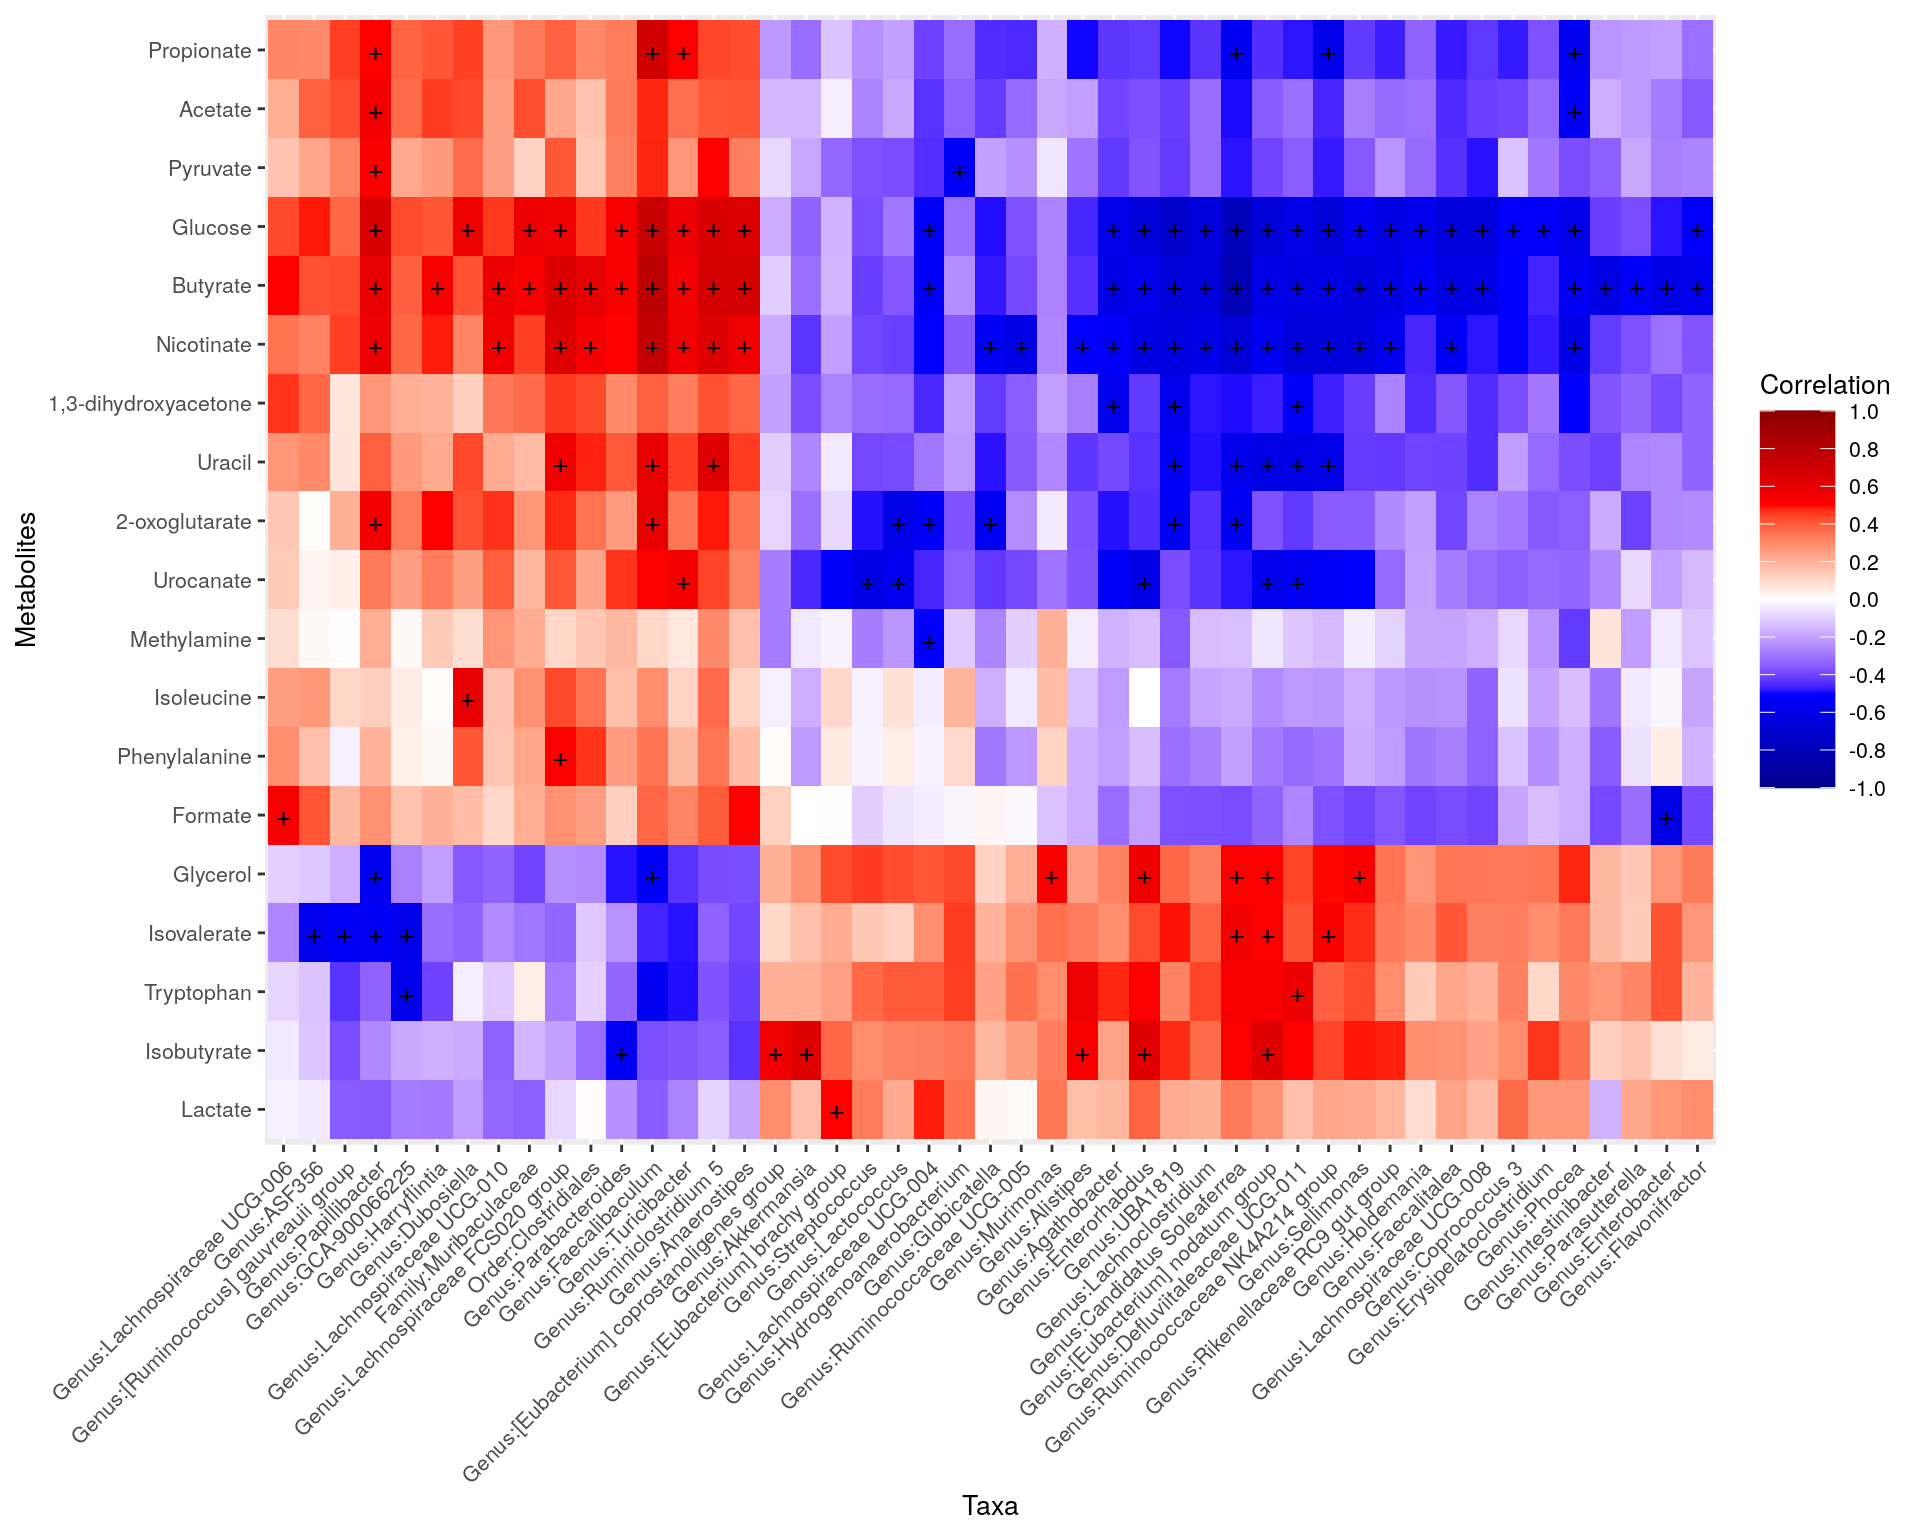 Propionate
Acetate
Pyruvate
Glucose
Butyrate
Nicotinate
1,3-dihydroxyacetone
Uracil
2-oxoglutarate
Urocanate
Methylamine
Isoleucine
Phenylalanine
Formate
Glycerol
Isovalerate
Tryptophan
Isobutyrate
Lactate
Metabolites
Genus:Lachnospiraceae UCG-006
Genus:ASF356
Genus:[Ruminococcus] gauvreauii group
Genus:Papillibacter
Genus:GCA-900066225
Genus:Harryflintia
Genus:Dubosiella
Genus:Lachnospiraceae UCG-010
Family:Muribaculaceae
Genus:Lachnospiraceae FCS020 group
Order:Clostridiales
Genus:Parabacteroides
Genus:Faecalibaculum
Genus:Turicibacter
Genus:Ruminiclostridium 5
Genus:Anaerostipes
Genus:[Eubacterium] coprostanoligenes group
Genus:Akkermansia
Genus:[Eubacterium] brachy group
Genus:Streptococcus
Genus:Lactococcus
Genus:Lachnospiraceae UCG-004
Genus:Hydrogenoanaerobacterium
Genus:Globicatella
Genus:Ruminococcaceae UCG-005
Genus:Murimonas
Genus:Alistipes
Genus:Agathobacter
Genus:Enterorhabdus
Genus:UBA1819
Genus:Lachnoclostridium
Genus:Candidatus Soleaferrea
Genus:[Eubacterium] nodatum group
Genus:Defluviitaleaceae UCG-011
Genus:Ruminococcaceae NK4A214 group
Genus:Sellimonas
Genus:Rikenellaceae RC9 gut group
Genus:Holdemania
Genus:Faecalitalea
Genus:Lachnospiraceae UCG-008
Genus:Coprococcus 3
Genus:Erysipelatoclostridium
Genus:Phocea
Genus:Intestinibacter
Genus:Parasutterella
Genus:Enterobacter
Genus:Flavonifractor
Taxa
Correlation
1.0
0.8
0.6
0.4
0.2
0.0
-0.2
-0.4
-0.6
-0.8
-1.0